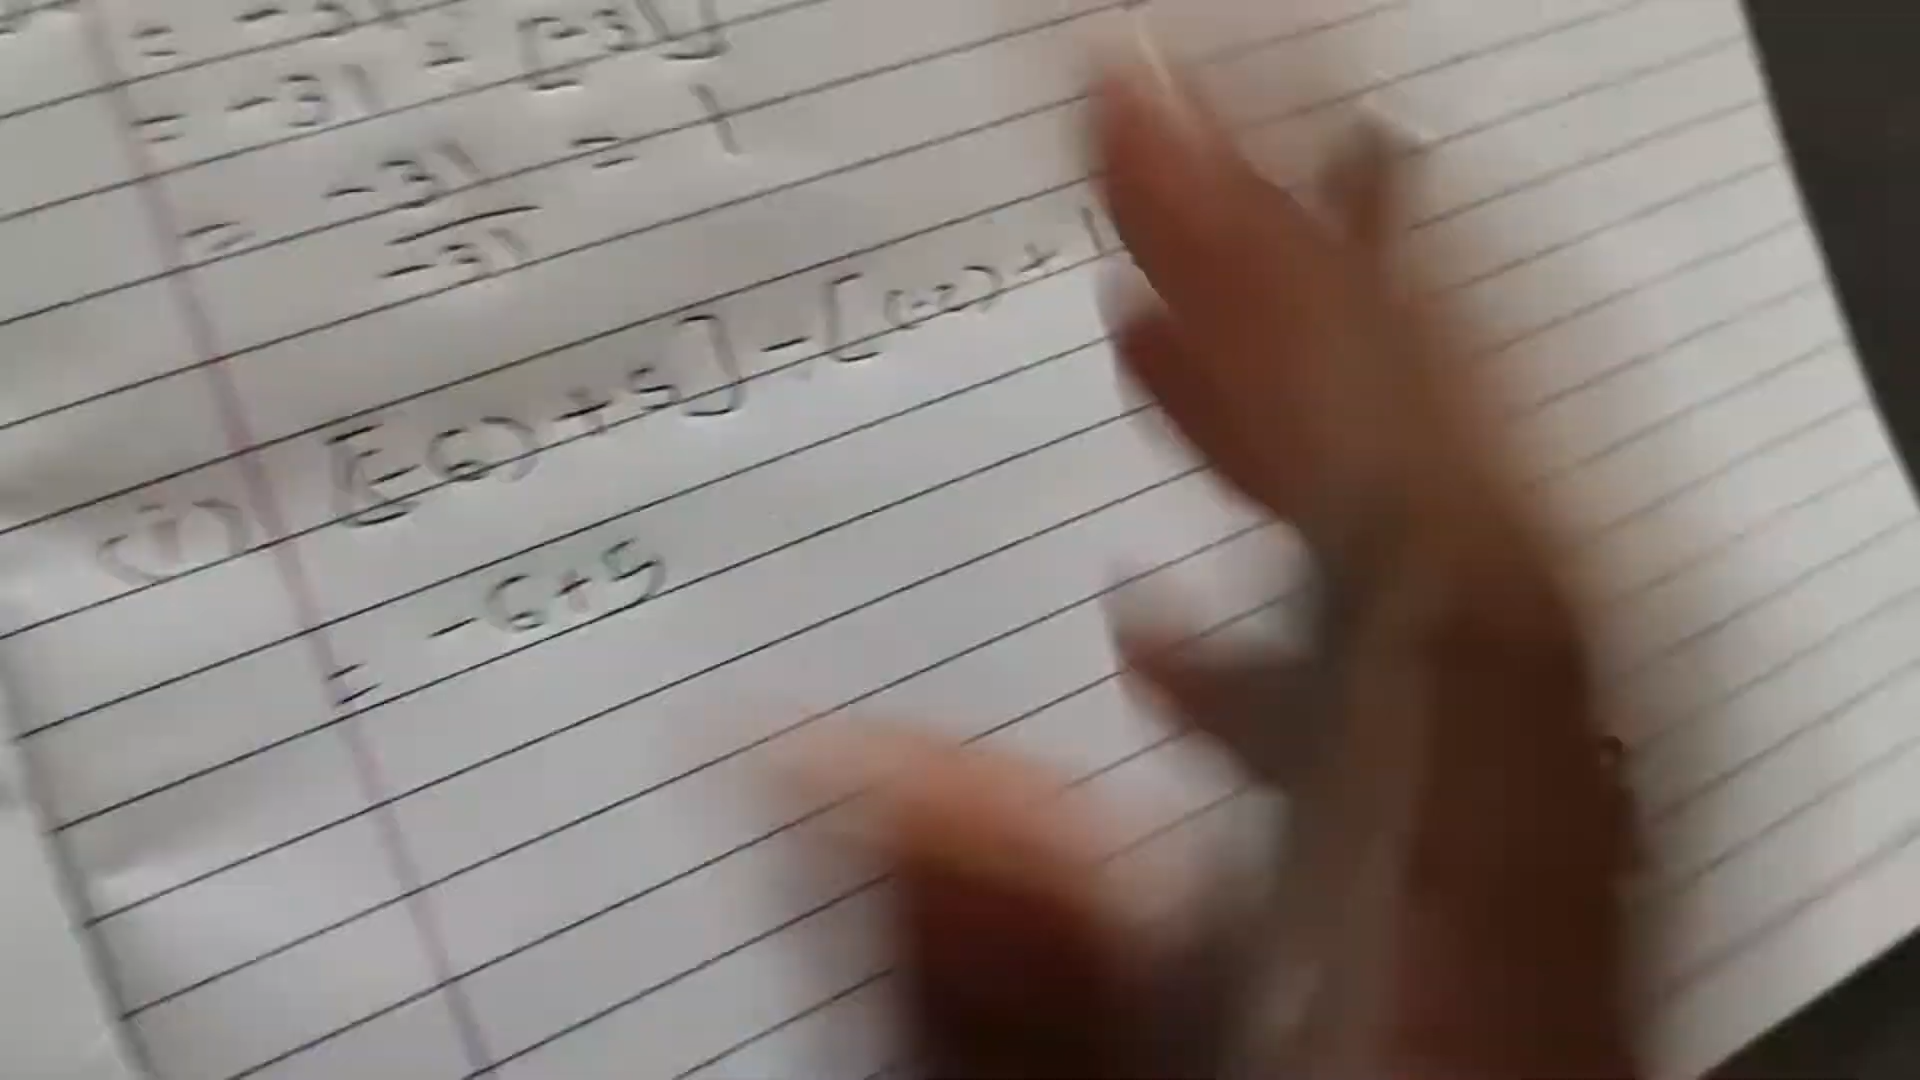 = -31
= -31 ÷ [-31]
= -31/-31 = 1
(i) [(-6) + 5] - [(-2) + 1
= -6+5